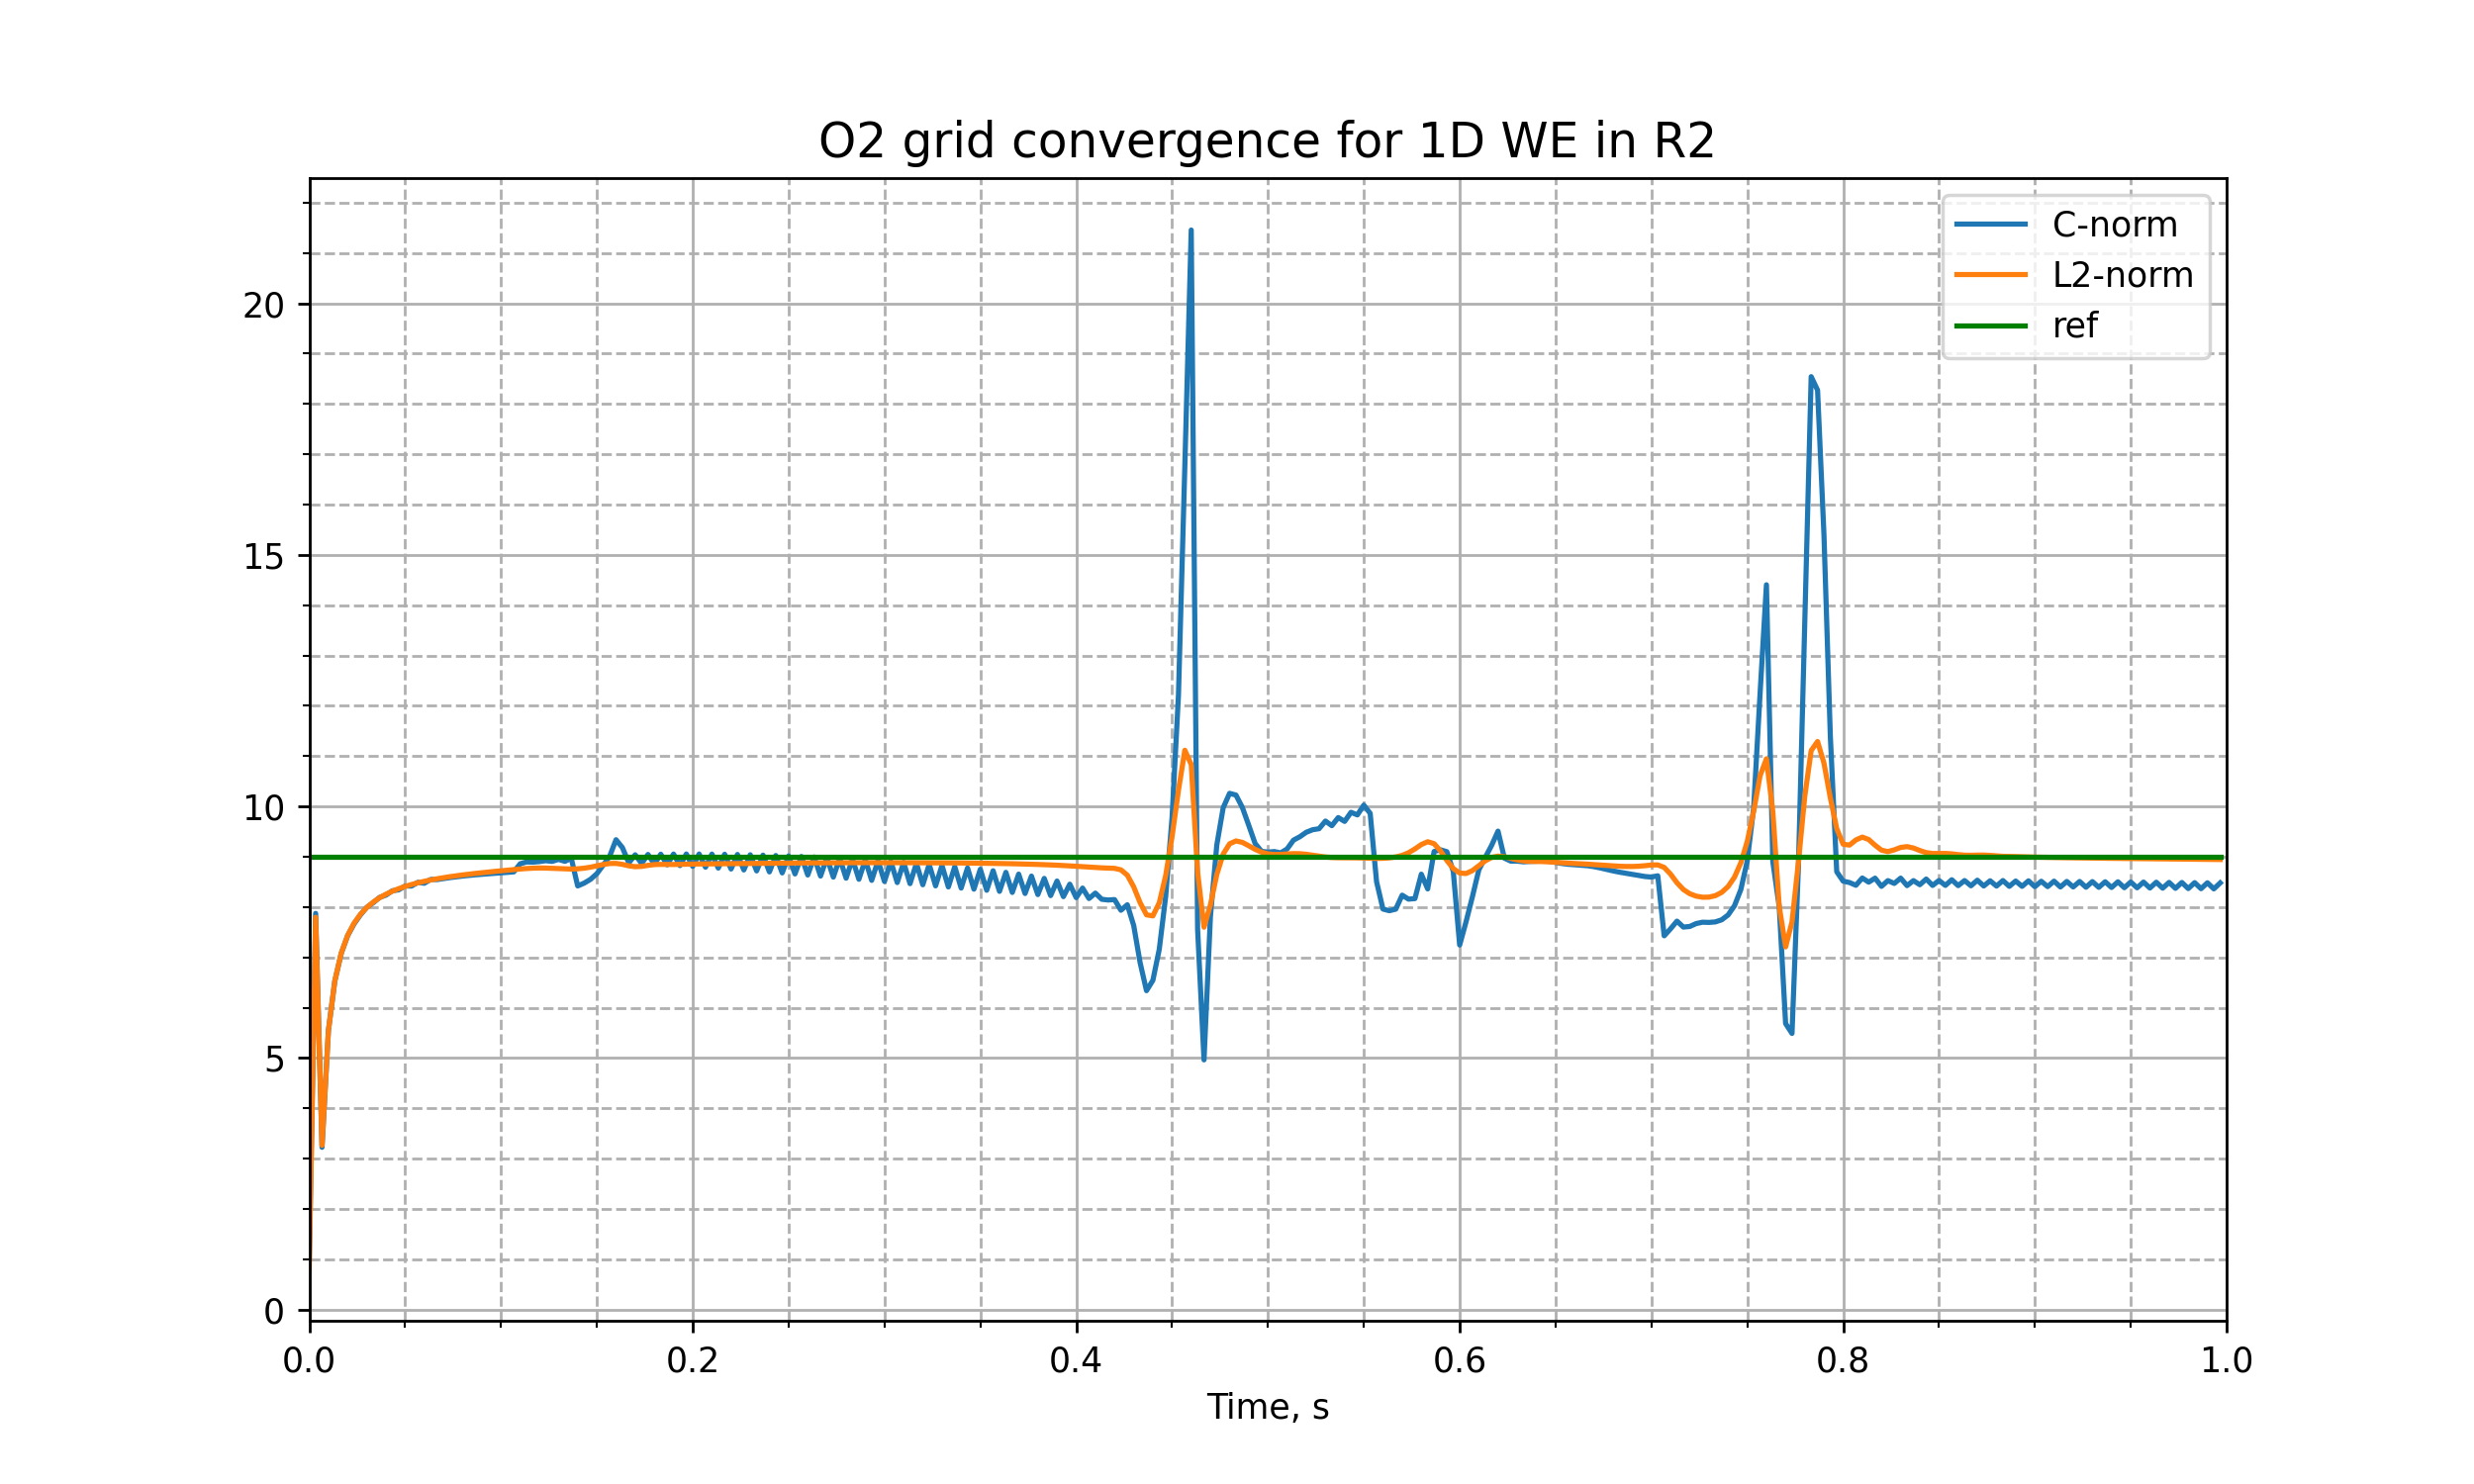 O2 grid convergence for 1D WE in R2
C-norm
L2-norm
ref
20
15
10
5
0
0.0 0.2 0.4 0.6 0.8 1.0
Time, s